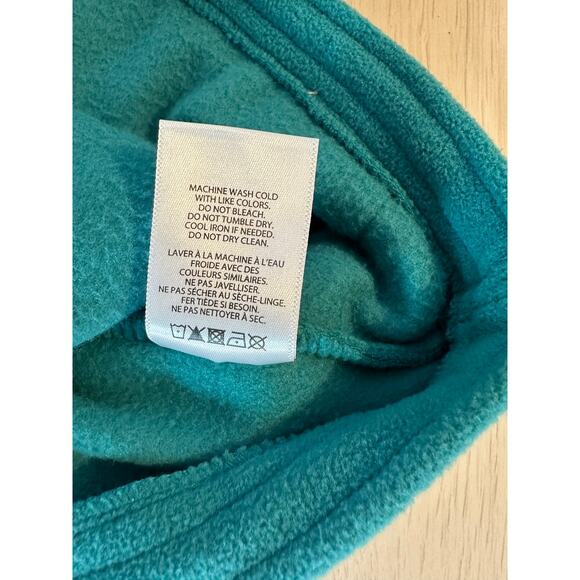 MACHINE WASH COLD
WITH LIKE COLORS.
DO NOT BLEACH.
DO NOT TUMBLE DRY.
COOL IRON IF NEEDED.
DO NOT DRY CLEAN.
LAVER À LA MACHINE À L'EAU
FROIDE AVEC DES
COULEURS SIMILAIRES.
NE PAS JAVELLISER.
NE PAS SÉCHER AU SÈCHE-LINGE.
FER TIÈDE SI BESOIN.
NE PAS NETTOYER À SEC.